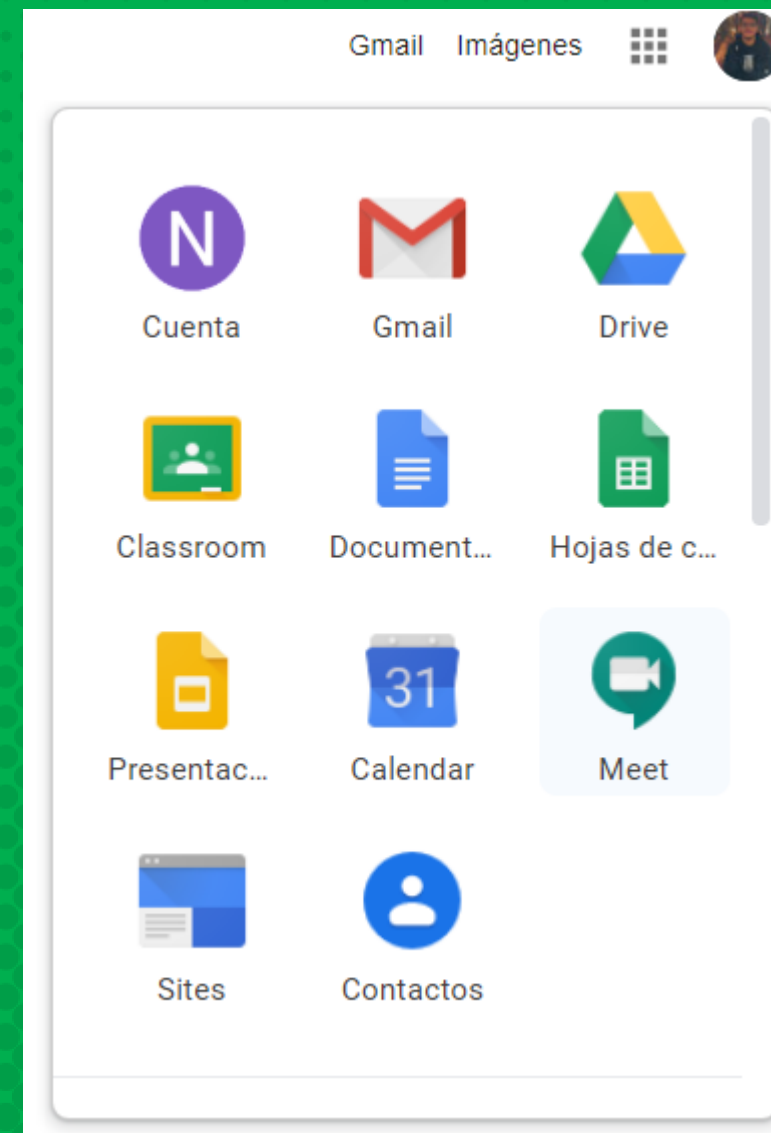 Gmail Imágenes
N
Cuenta Gmail Drive
Classroom Document... Hojas de c...
31
Presentac... Calendar Meet
Sites Contactos